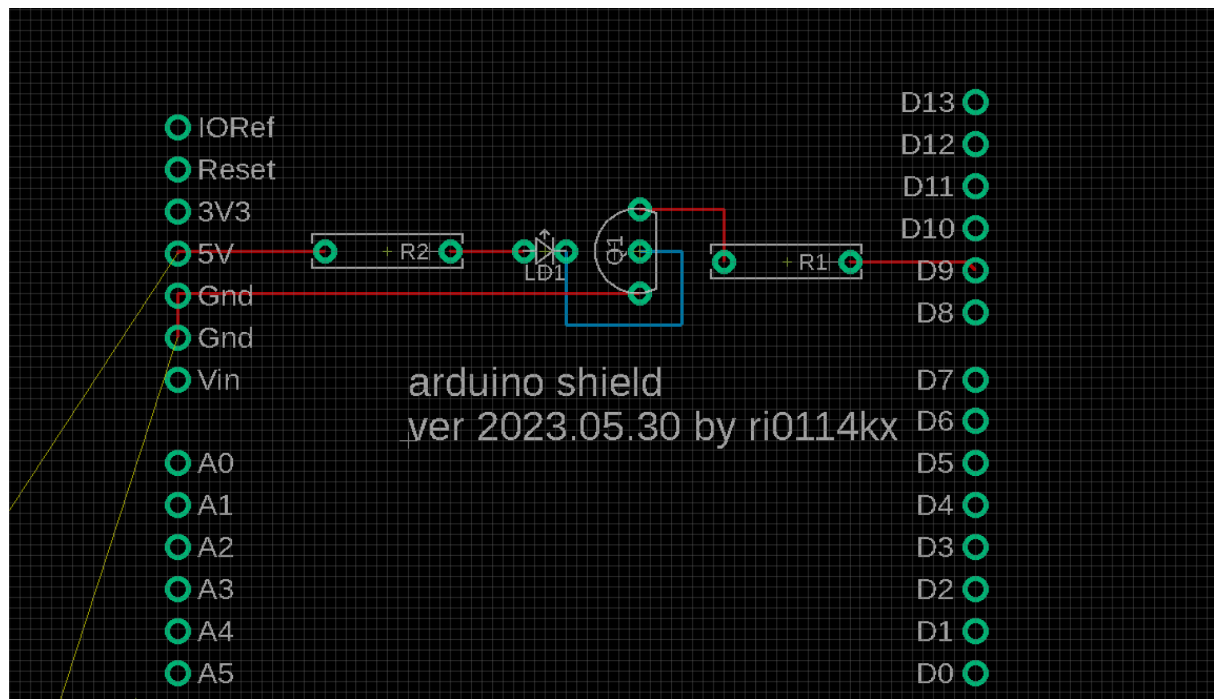 IORef
Reset
3V3
5V
Gnd
Gnd
Vin
A0
A1
A2
A3
A4
A5
R2
LD1
Q1
R1
arduino shield
ver 2023.05.30 by ri0114kx
D13
D12
D11
D10
D9
D8
D7
D6
D5
D4
D3
D2
D1
D0